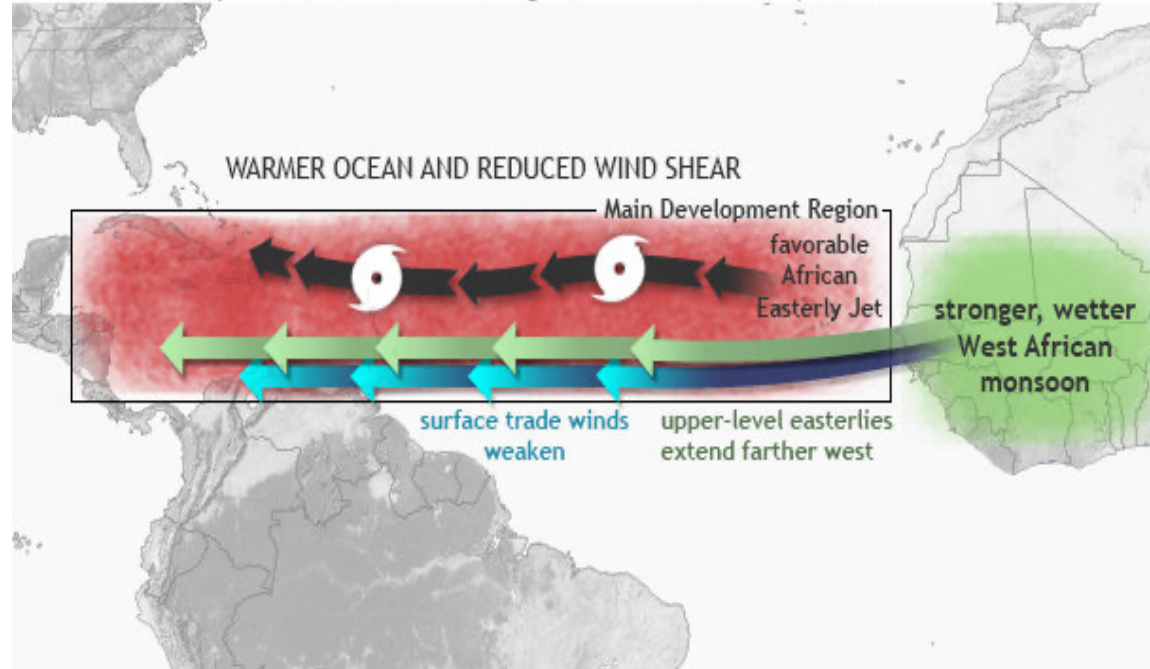 WARMER OCEAN AND REDUCED WIND SHEAR
Main Development Region
favorable
African
Easterly Jet
stronger, wetter
West African
monsoon
surface trade winds
weaken
upper-level easterlies
extend farther west